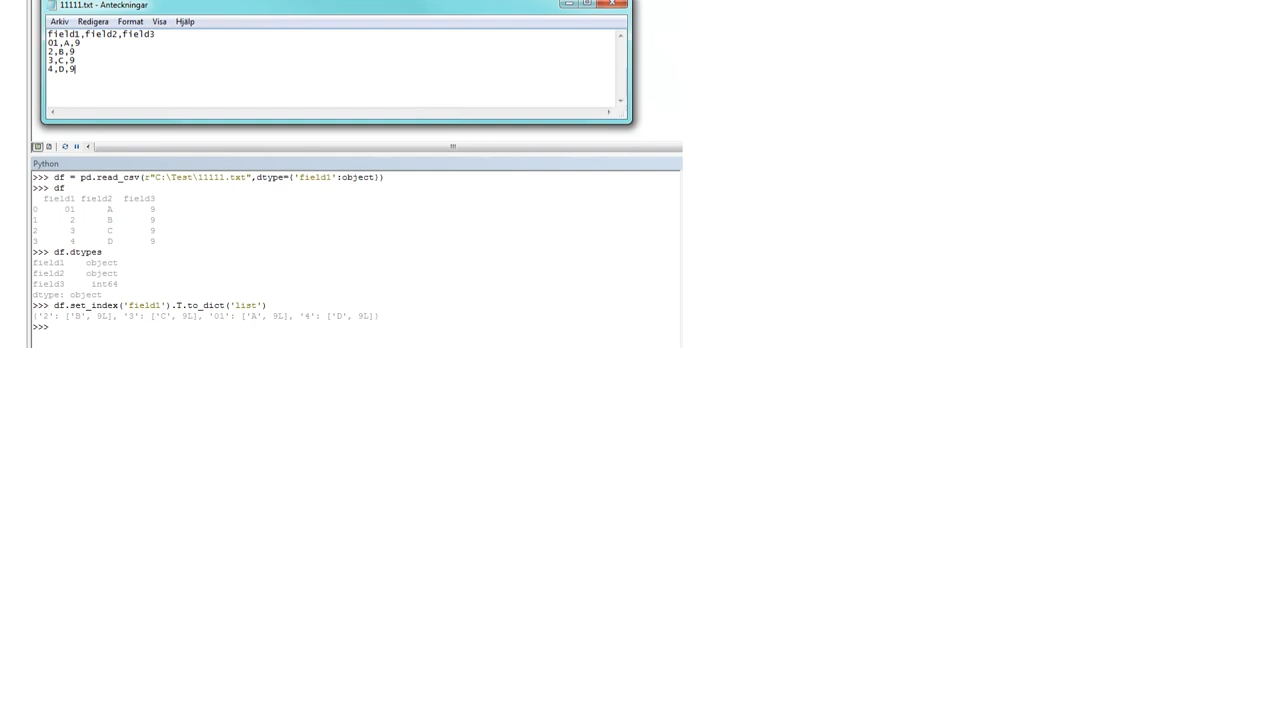 11111.txt - Anteckningar
Arkiv Redigera Format Visa Hjälp
field1,field2,field3
01,A,9
2,B,9
3,C,9
4,D,9
Python
>>> df = pd.read_csv(r"C:\Test\11111.txt",dtype={'field1':object})
>>> df
field1 field2 field3
0 01 A 9
1 2 B 9
2 3 C 9
3 4 D 9
>>> df.dtypes
field1 object
field2 object
field3 int64
dtype: object
>>> df.set_index('field1').T.to_dict('list')
{'2': ['B', 9L], '3': ['C', 9L], '01': ['A', 9L], '4': ['D', 9L]}
>>>